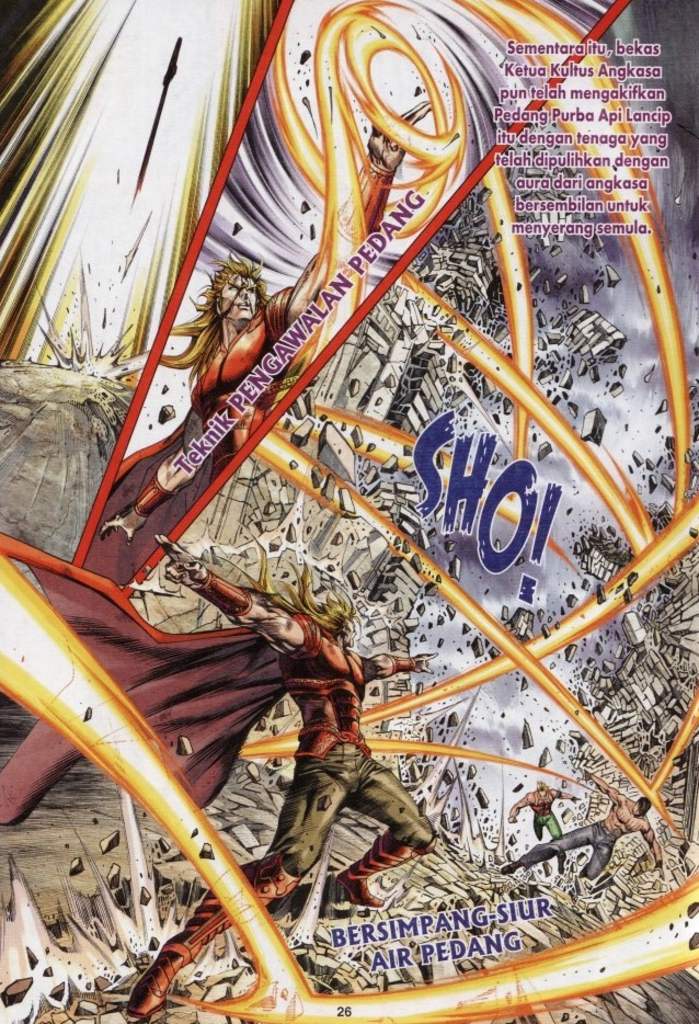 Sementara itu, bekas
Ketua Kultus Angkasa
pun telah mengakifkan
Pedang Purba Api Lancip
itu dengan tenaga yang
telah dipulihkan dengan
aura dari angkasa
bersembilan untuk
menyerang semula.
Teknik PENGAWALAN PEDANG
SHO!
BERSIMPANG-SIUR
AIR PEDANG
26